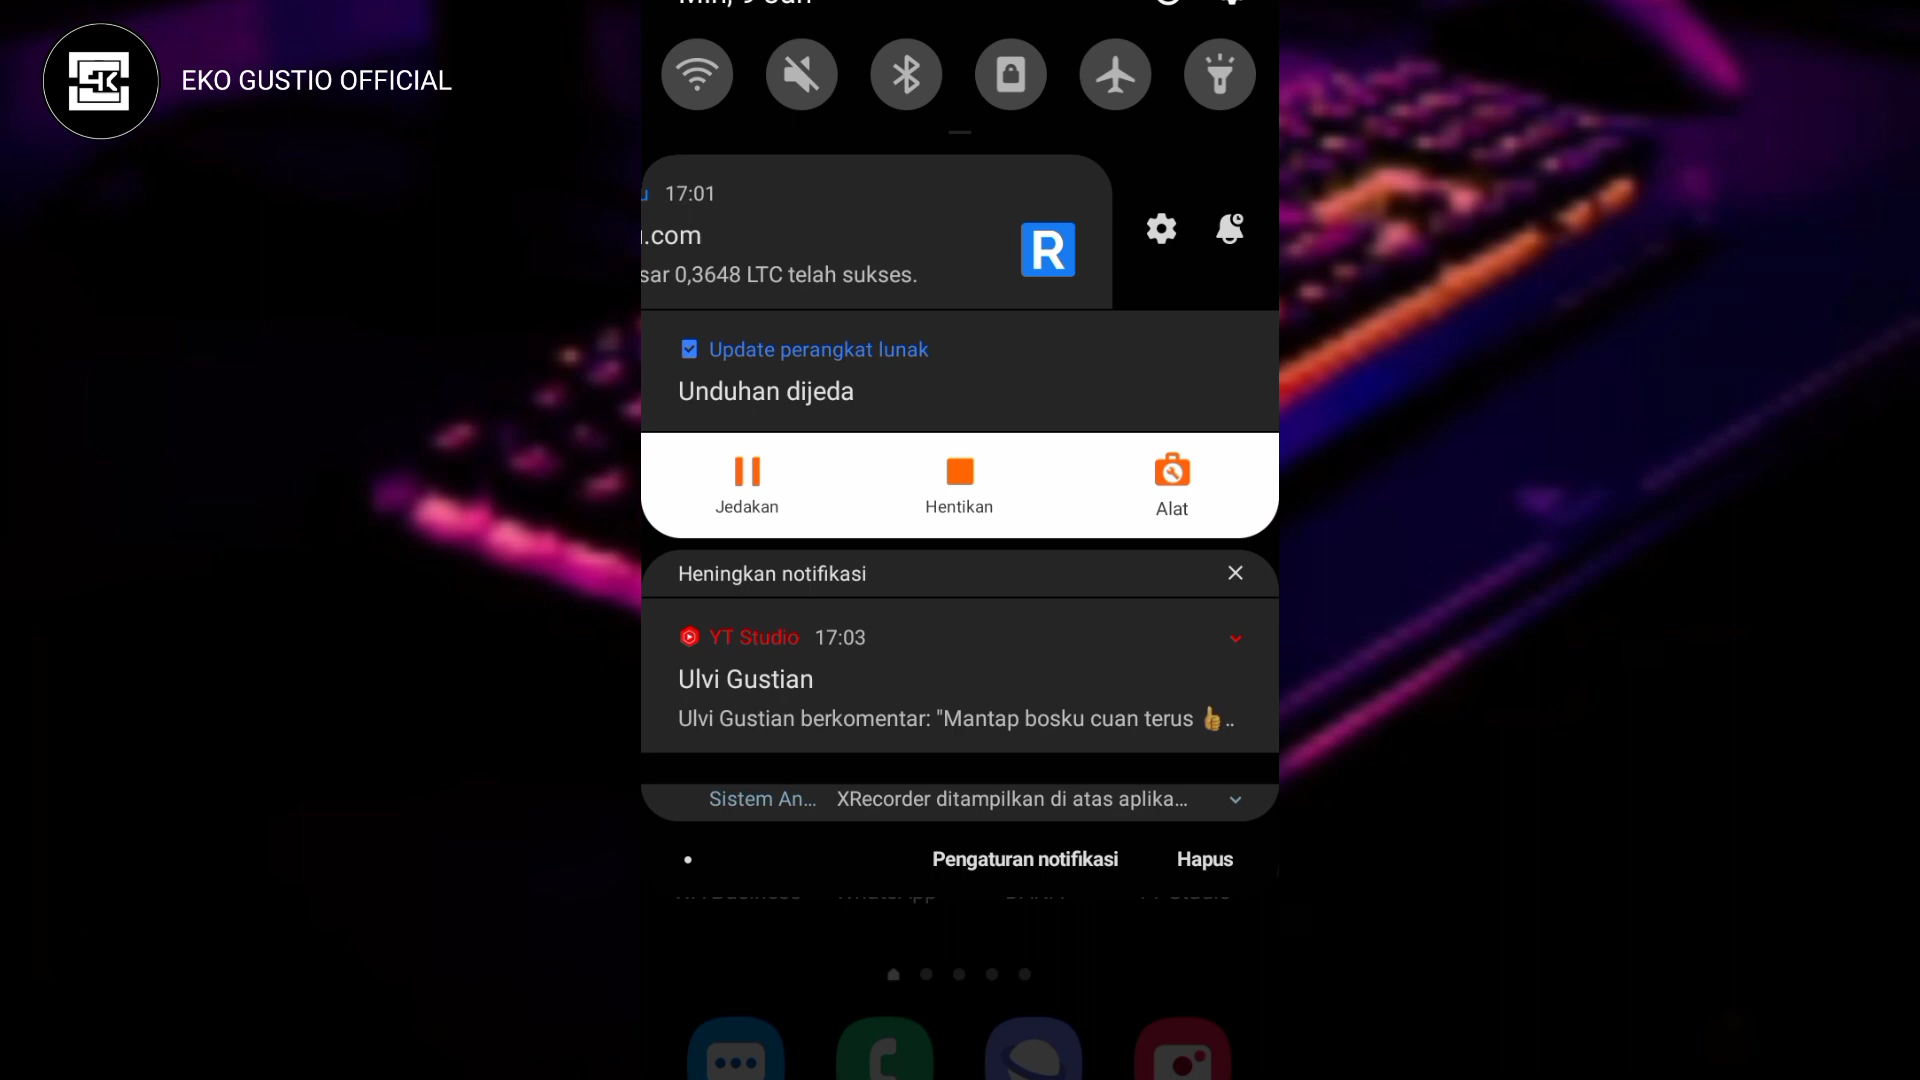 EKO GUSTIO OFFICIAL
17:01
.com
sar 0,3648 LTC telah sukses.
R
Update perangkat lunak
Unduhan dijeda
Jedakan
Hentikan
Alat
Heningkan notifikasi
YT Studio 17:03
Ulvi Gustian
Ulvi Gustian berkomentar: "Mantap bosku cuan terus 👍..
Sistem An... XRecorder ditampilkan di atas aplika...
Pengaturan notifikasi Hapus